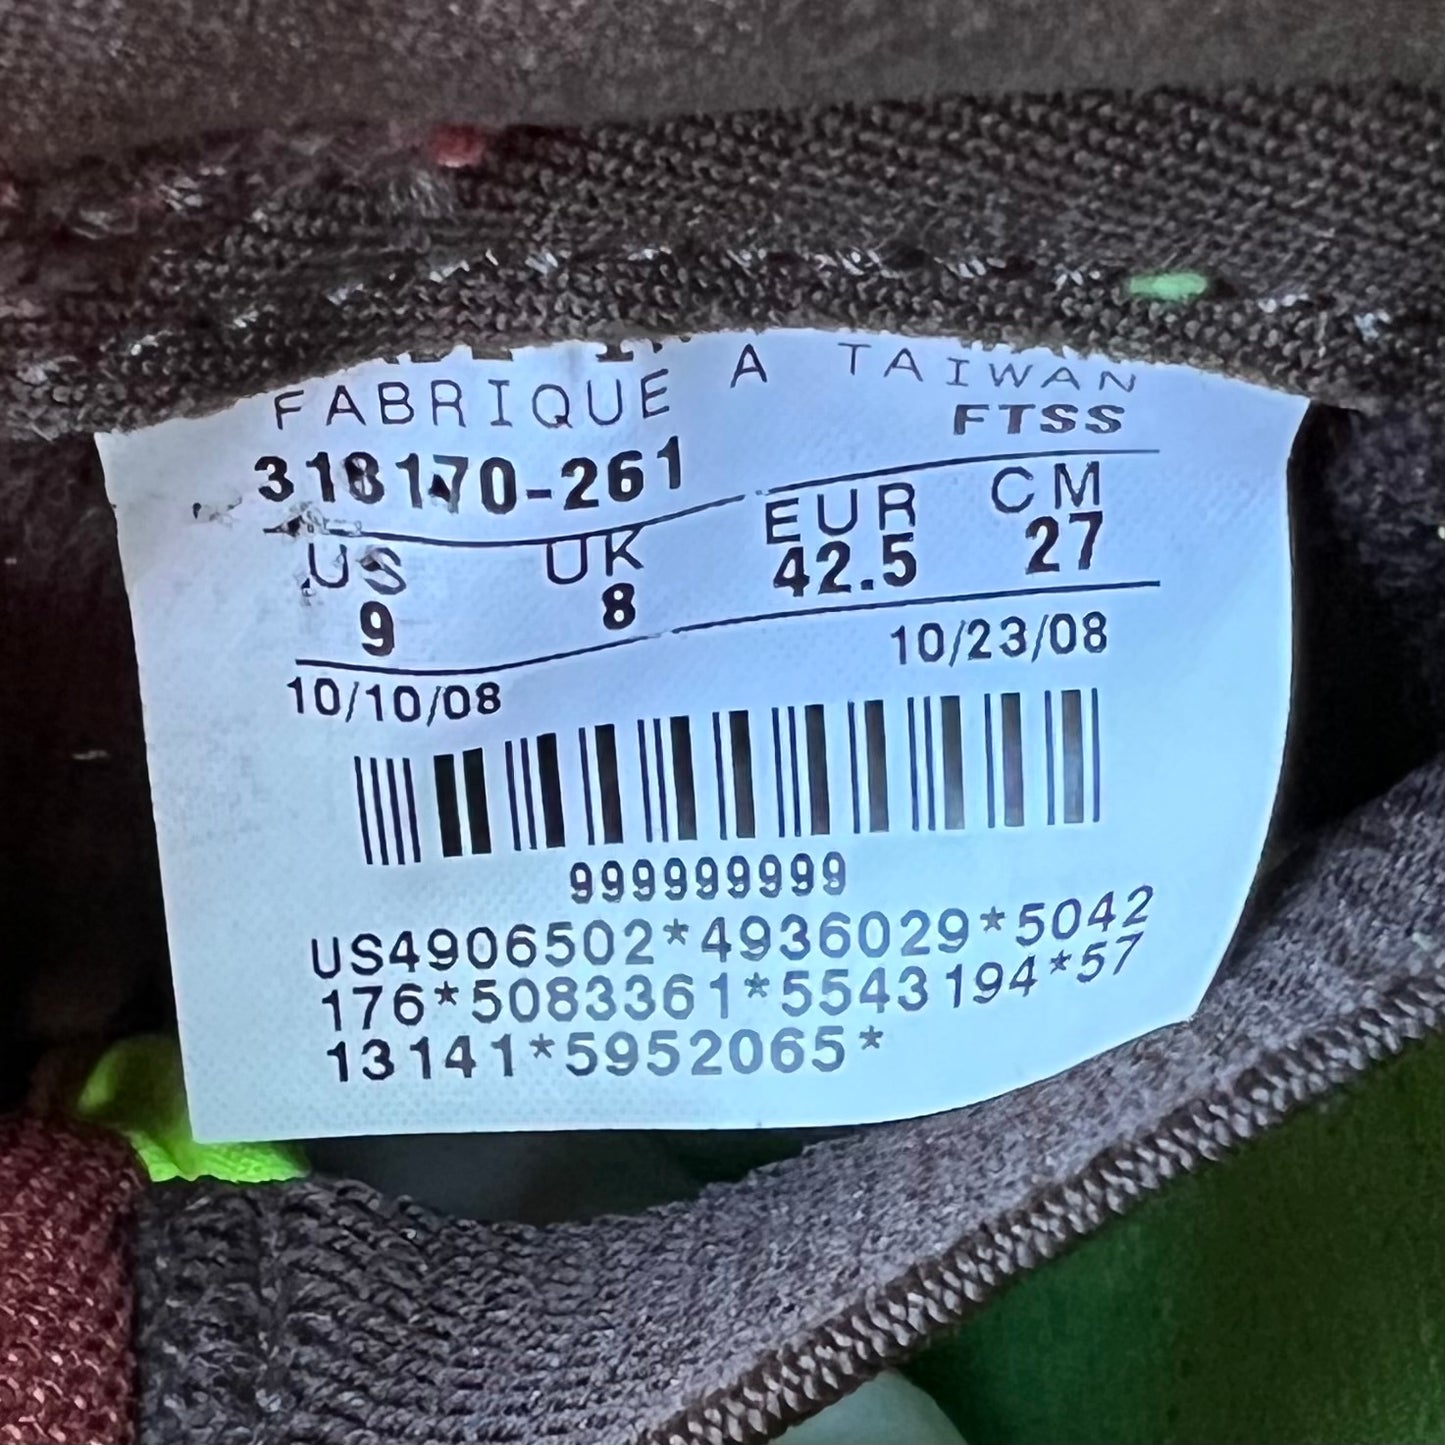 FABRIQUE A TAIWAN
FTSS
318170-261
US UK EUR CM
9 8 42.5 27
10/10/08 10/23/08
999999999
US4906502*4936029*5042
176*5083361*5543194*57
13141*5952065*